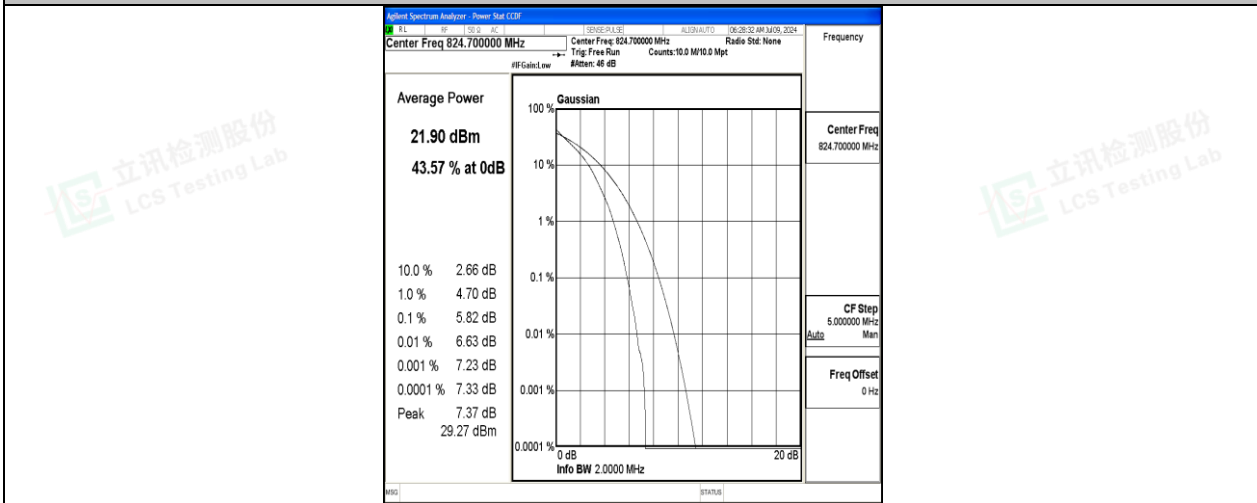 Agilent Spectrum Analyzer - Power Stat CCDF
RL RF 50 Ω AC SENSE:PULSE ALIGN AUTO 06:28:32 AM Jul 09, 2024
Center Freq 824.700000 MHz
Center Freq: 824.700000 MHz Radio Std: None
Trig: Free Run Counts:10.0 M/10.0 Mpt
#IFGain:Low #Atten: 46 dB
Frequency
Average Power
21.90 dBm
43.57 % at 0dB
10.0 % 2.66 dB
1.0 % 4.70 dB
0.1 % 5.82 dB
0.01 % 6.63 dB
0.001 % 7.23 dB
0.0001 % 7.33 dB
Peak 7.37 dB
29.27 dBm
Gaussian
100 %
10 %
1 %
0.1 %
0.01 %
0.001 %
0.0001 %
0 dB 20 dB
Info BW 2.0000 MHz
Center Freq
824.700000 MHz
CF Step
5.000000 MHz
Auto Man
Freq Offset
0 Hz
MSG STATUS
立讯检测股份
LCS Testing Lab
立讯检测股份
LCS Testing Lab